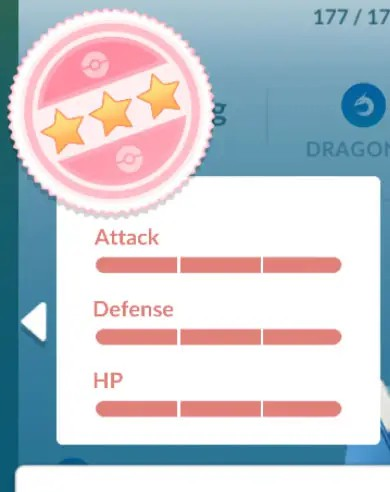 177 / 17
g
DRAGON
Attack
Defense
HP